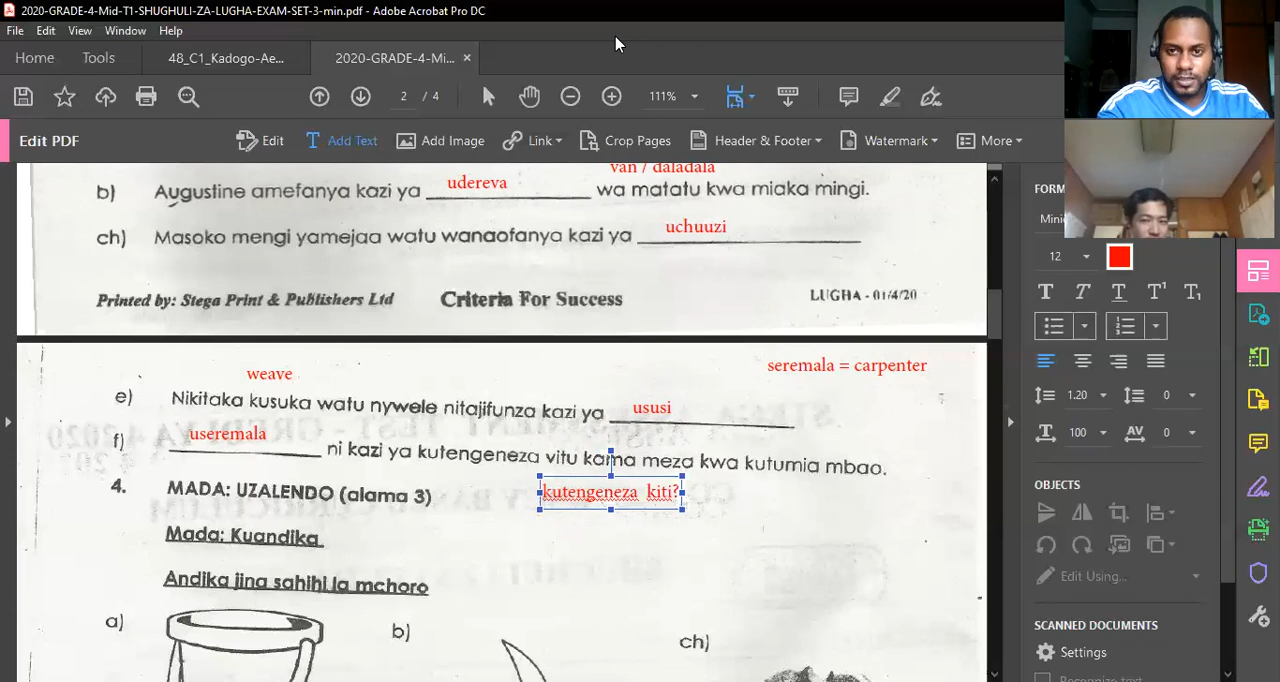 2020-GRADE-4-Mid-T1-SHUGHULI-ZA-LUGHA-EXAM-SET-3-min.pdf - Adobe Acrobat Pro DC
File Edit View Window Help
Home Tools 48_C1_Kadogo-Ae... 2020-GRADE-4-Mi... ×
2 / 4 111%
Edit PDF Edit Add Text Add Image Link Crop Pages Header & Footer Watermark More
van / daladala
b) Augustine amefanya kazi ya udereva wa matatu kwa miaka mingi.
ch) Masoko mengi yamejaa watu wanaofanya kazi ya uchuuzi
Printed by: Stega Print & Publishers Ltd Criteria For Success LUGHA - 01/4/20
weave seremala = carpenter
e) Nikitaka kusuka watu nywele nitajifunza kazi ya ususi
f) useremala ni kazi ya kutengeneza vitu kama meza kwa kutumia mbao.
4. MADA: UZALENDO (alama 3) kutengeneza kiti?
Mada: Kuandika
Andika jina sahihi la mchoro
a) b) ch)
FORM
Mini
12
1.20 0
100 AV 0
OBJECTS
Edit Using...
SCANNED DOCUMENTS
Settings
Recognize text